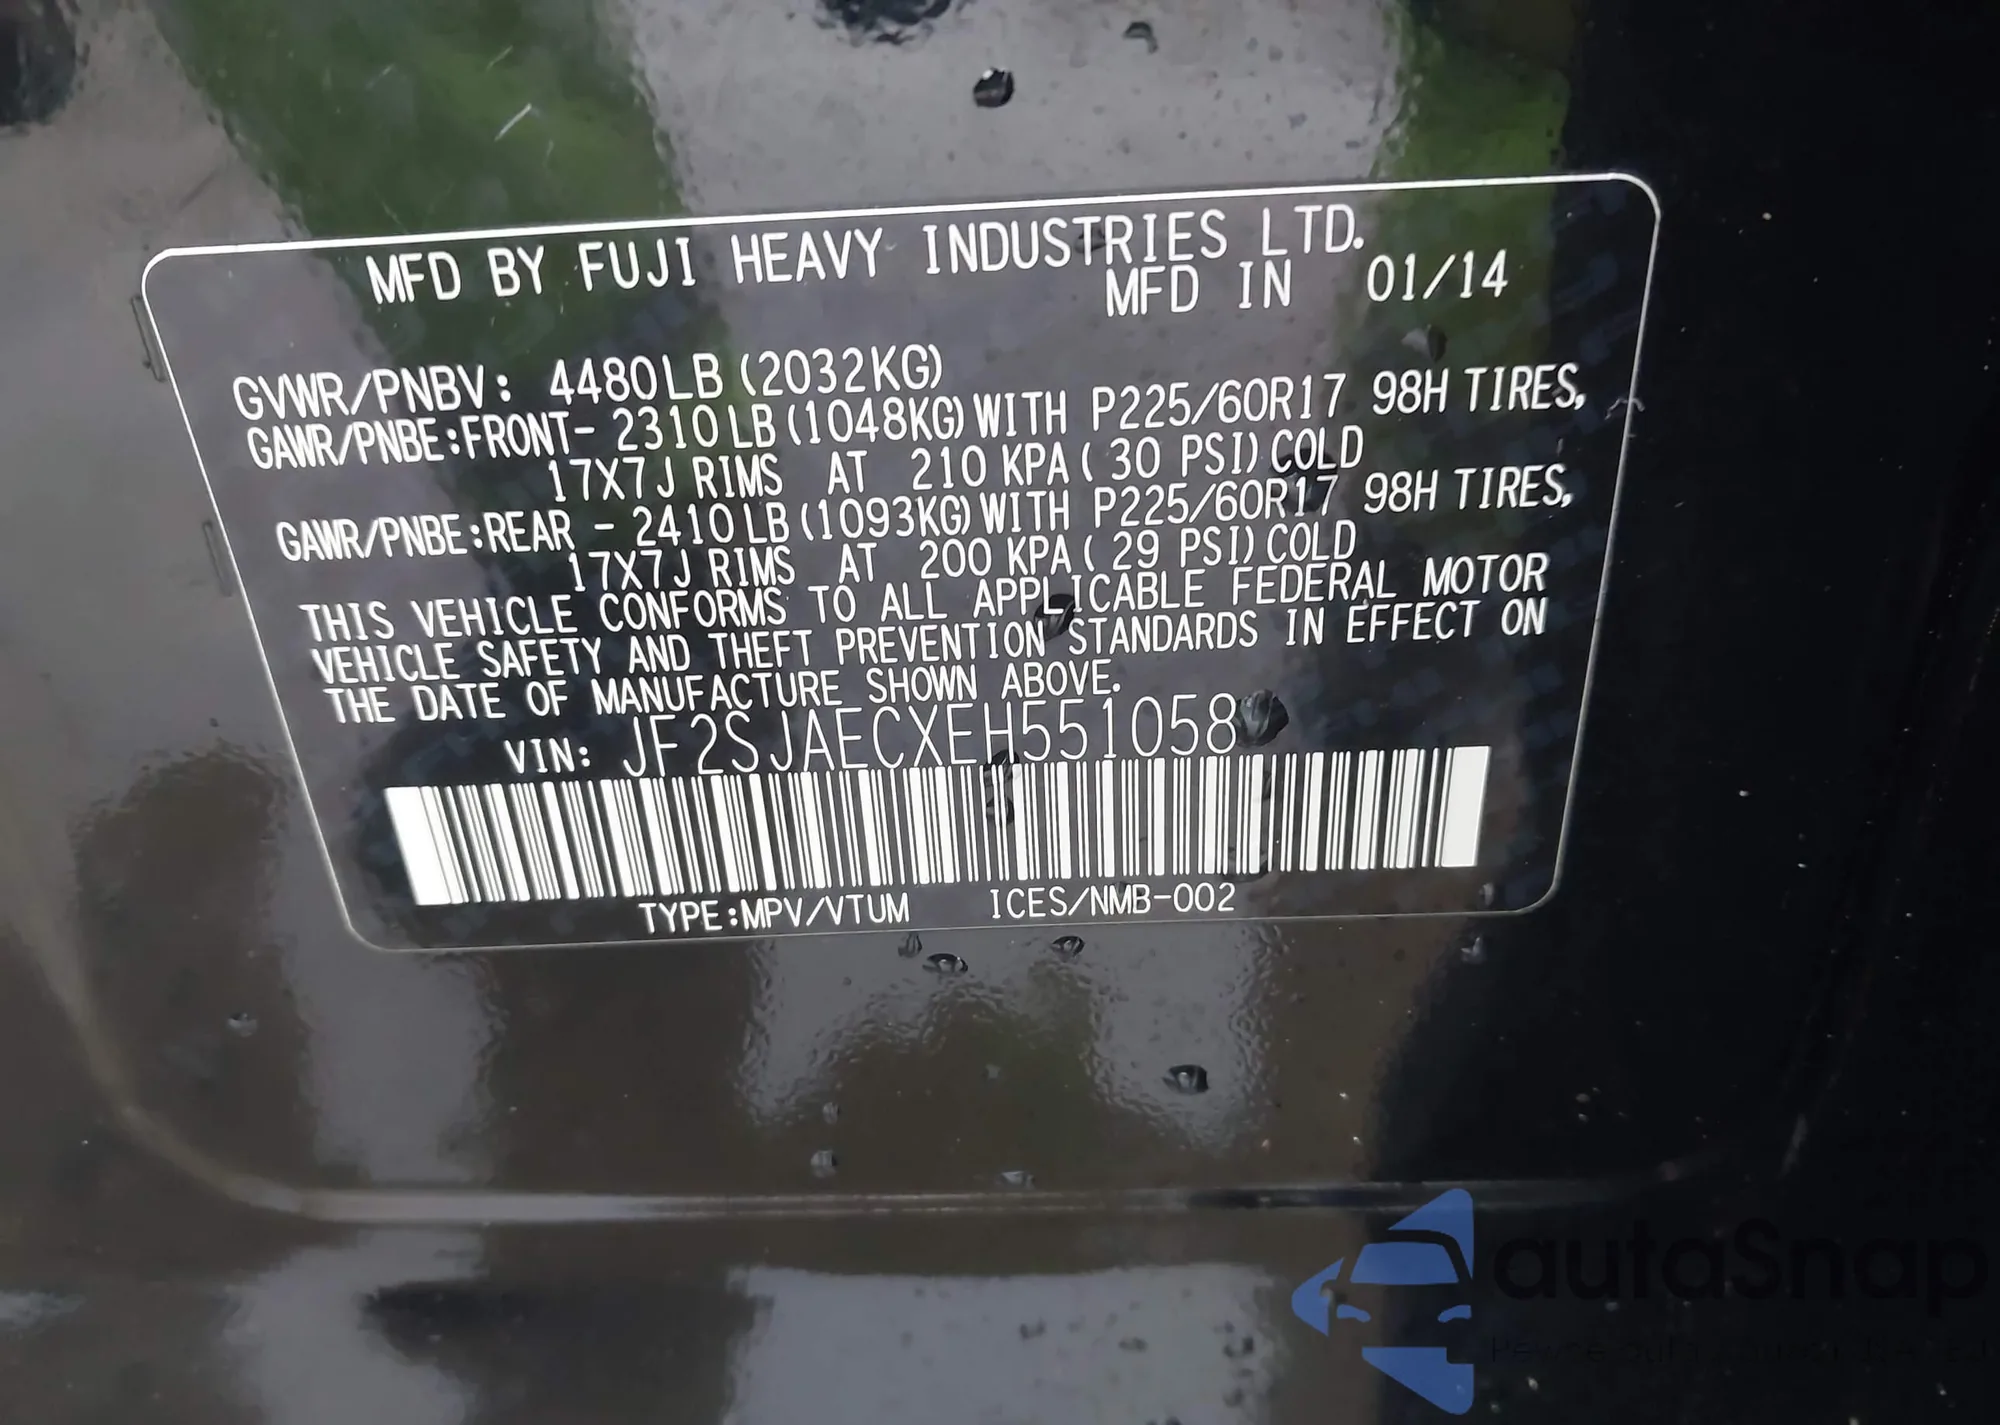 MFD BY FUJI HEAVY INDUSTRIES LTD.
MFD IN 01/14
GVWR/PNBV: 4480LB (2032KG)
GAWR/PNBE:FRONT- 2310LB (1048KG) WITH P225/60R17 98H TIRES,
17X7J RIMS AT 210 KPA ( 30 PSI) COLD
GAWR/PNBE:REAR - 2410LB (1093KG) WITH P225/60R17 98H TIRES,
17X7J RIMS AT 200 KPA ( 29 PSI) COLD
THIS VEHICLE CONFORMS TO ALL APPLICABLE FEDERAL MOTOR
VEHICLE SAFETY AND THEFT PREVENTION STANDARDS IN EFFECT ON
THE DATE OF MANUFACTURE SHOWN ABOVE.
VIN: JF2SJAECXEH551058
TYPE:MPV/VTUM ICES/NMB-002
autaSnap